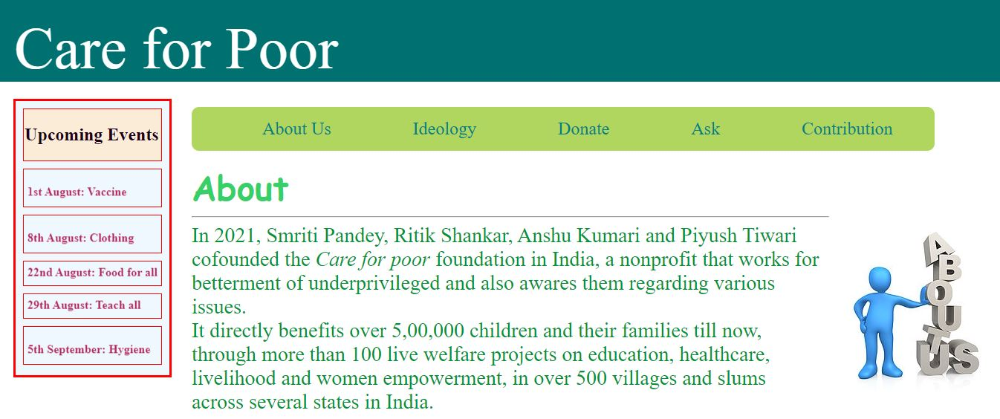 Care for Poor
Upcoming Events
1st August: Vaccine
8th August: Clothing
22nd August: Food for all
29th August: Teach all
5th September: Hygiene
About Us Ideology Donate Ask Contribution
About
In 2021, Smriti Pandey, Ritik Shankar, Anshu Kumari and Piyush Tiwari
cofounded the Care for poor foundation in India, a nonprofit that works for
betterment of underprivileged and also awares them regarding various
issues.
It directly benefits over 5,00,000 children and their families till now,
through more than 100 live welfare projects on education, healthcare,
livelihood and women empowerment, in over 500 villages and slums
across several states in India.
ABOUT
US